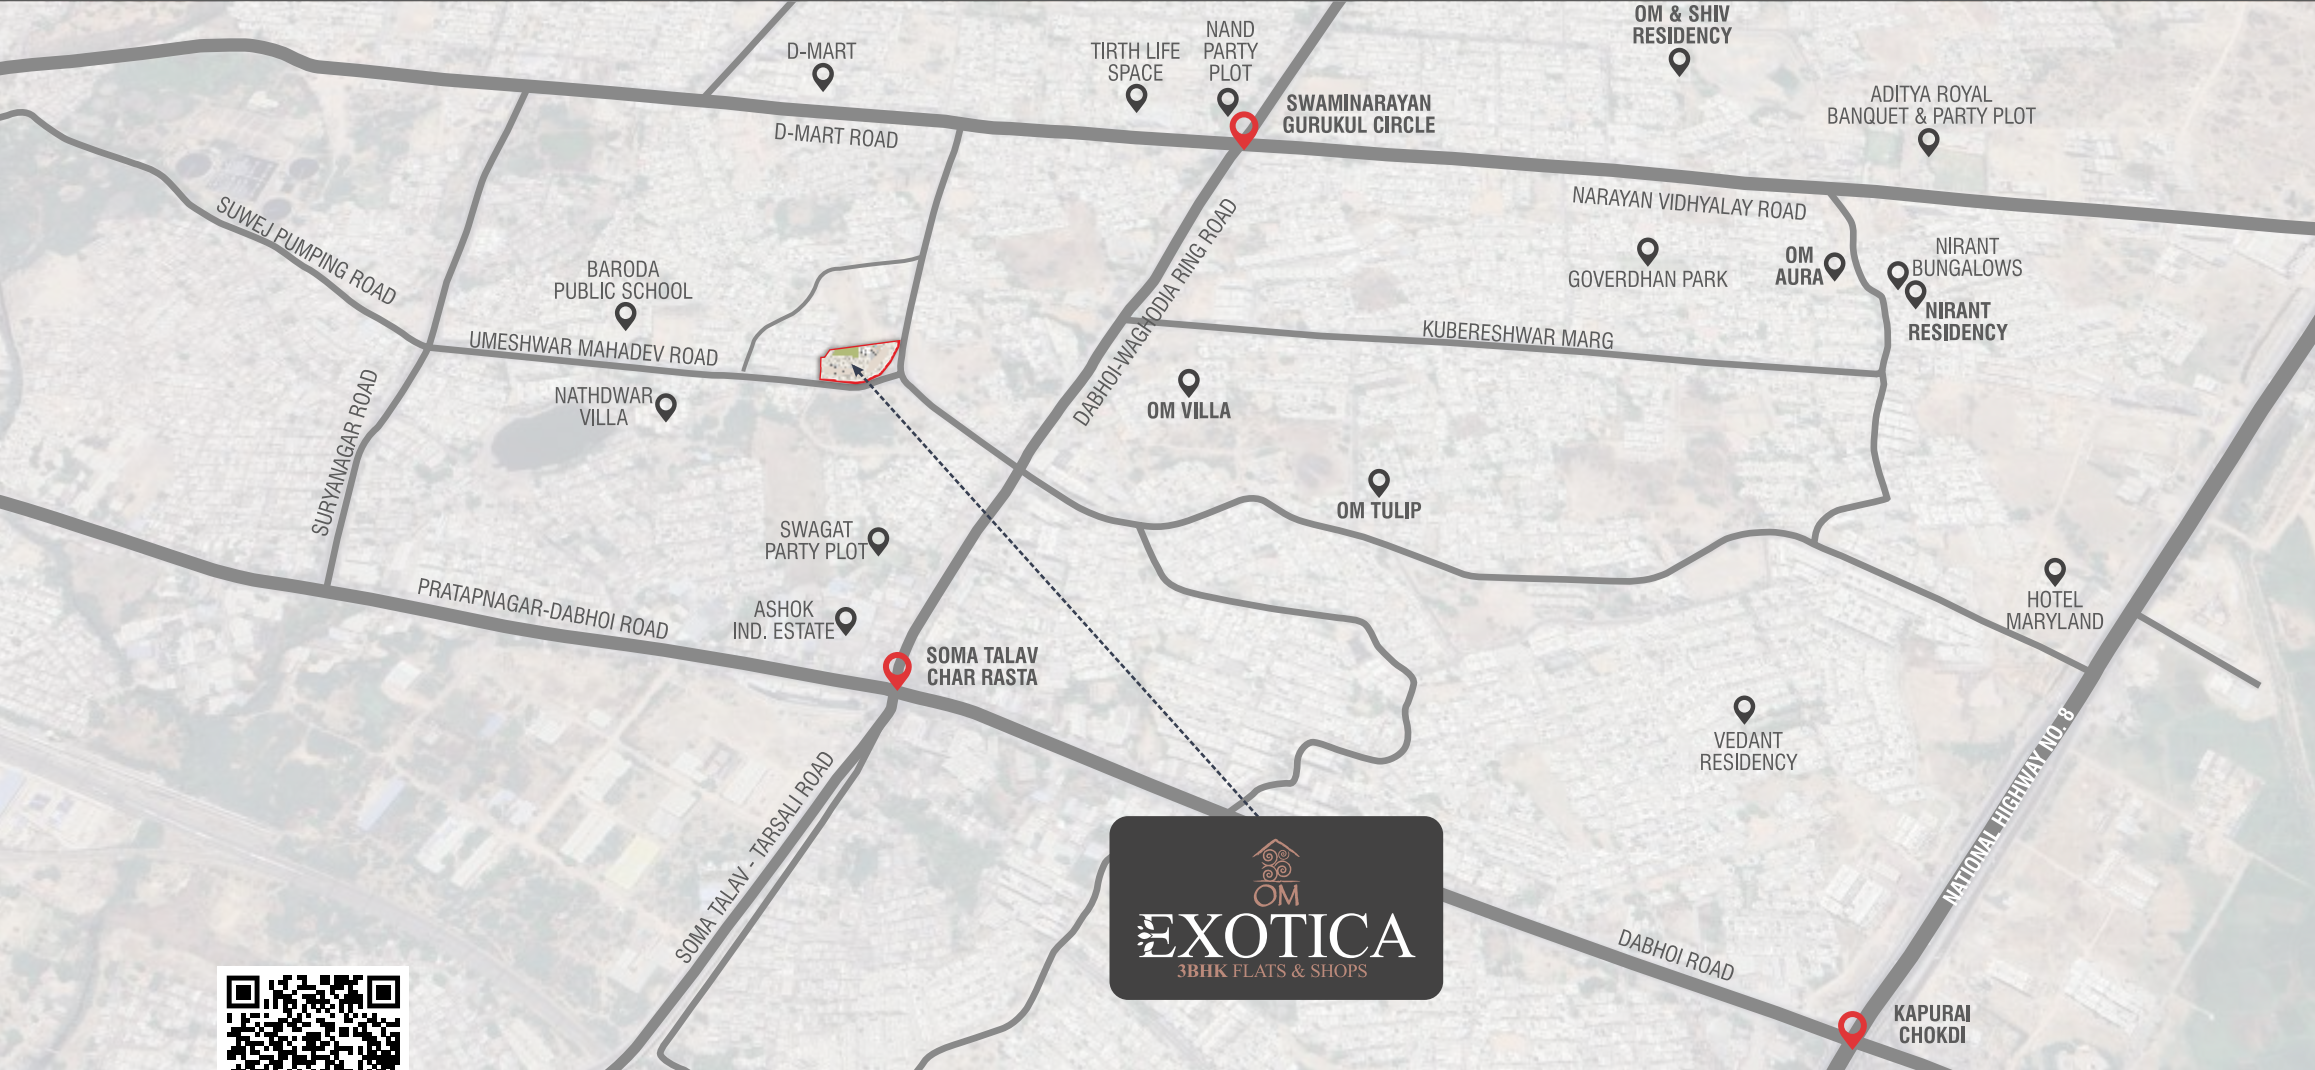 OM & SHIV
RESIDENCY
NAND
PARTY
PLOT
D-MART
TIRTH LIFE
SPACE
SWAMINARAYAN
GURUKUL CIRCLE
ADITYA ROYAL
BANQUET & PARTY PLOT
D-MART ROAD
NARAYAN VIDHYALAY ROAD
SUWEJ PUMPING ROAD
DABHOI-WAGHODIA RING ROAD
BARODA
PUBLIC SCHOOL
GOVERDHAN PARK
OM
AURA
NIRANT
BUNGALOWS
NIRANT
RESIDENCY
UMESHWAR MAHADEV ROAD
KUBERESHWAR MARG
SURYANAGAR ROAD
NATHDWAR
VILLA
OM VILLA
OM TULIP
SWAGAT
PARTY PLOT
PRATAPNAGAR-DABHOI ROAD
ASHOK
IND. ESTATE
HOTEL
MARYLAND
SOMA TALAV
CHAR RASTA
VEDANT
RESIDENCY
NATIONAL HIGHWAY NO. 8
SOMA TALAV - TARSALI ROAD
OM
EXOTICA
3BHK FLATS & SHOPS
DABHOI ROAD
KAPURAI
CHOKDI